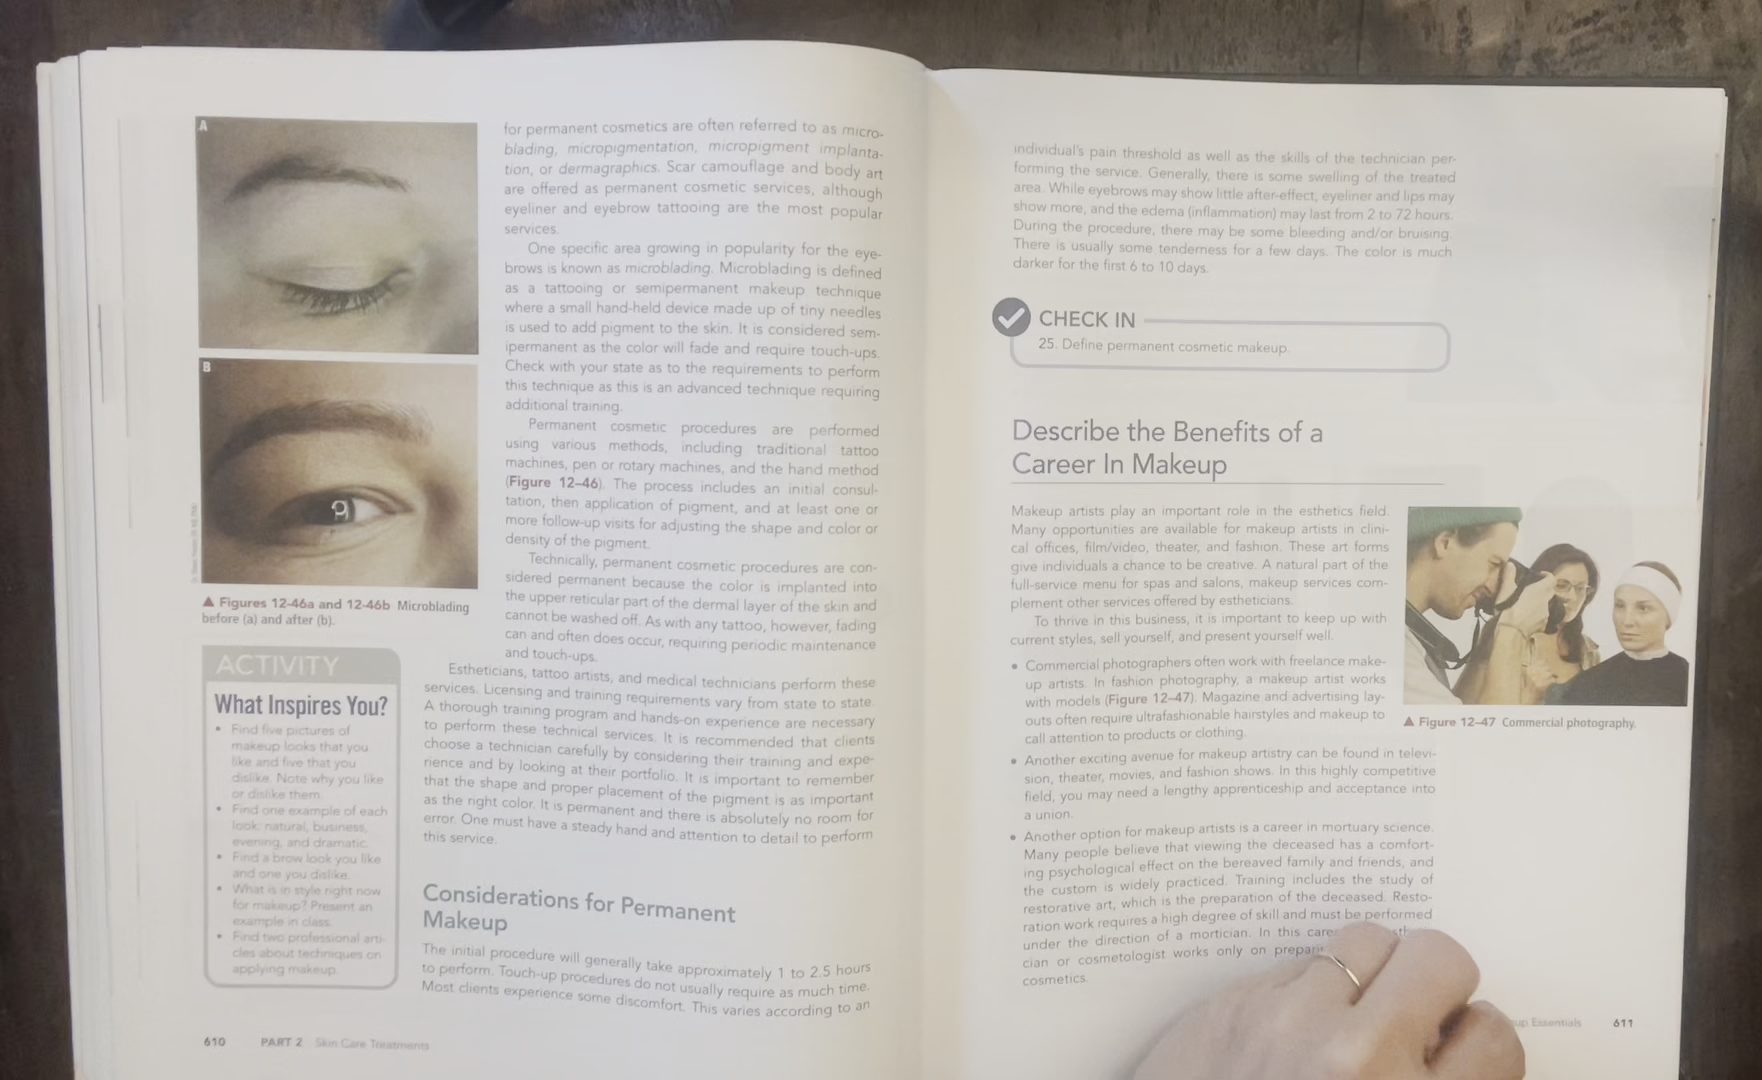 A
B
▲ Figures 12-46a and 12-46b Microblading
before (a) and after (b).
ACTIVITY
What Inspires You?
• Find five pictures of
makeup looks that you
like and five that you
dislike. Note why you like
or dislike them.
• Find one example of each
look: natural, business,
evening, and dramatic.
• Find a brow look you like
and one you dislike.
• What is in style right now
for makeup? Present an
example in class.
• Find two professional arti-
cles about techniques on
applying makeup.
for permanent cosmetics are often referred to as micro-
blading, micropigmentation, micropigment implanta-
tion, or dermagraphics. Scar camouflage and body art
are offered as permanent cosmetic services, although
eyeliner and eyebrow tattooing are the most popular
services.
One specific area growing in popularity for the eye-
brows is known as microblading. Microblading is defined
as a tattooing or semipermanent makeup technique
where a small hand-held device made up of tiny needles
is used to add pigment to the skin. It is considered sem-
ipermanent as the color will fade and require touch-ups.
Check with your state as to the requirements to perform
this technique as this is an advanced technique requiring
additional training.
Permanent cosmetic procedures are performed
using various methods, including traditional tattoo
machines, pen or rotary machines, and the hand method
(Figure 12–46). The process includes an initial consul-
tation, then application of pigment, and at least one or
more follow-up visits for adjusting the shape and color or
density of the pigment.
Technically, permanent cosmetic procedures are con-
sidered permanent because the color is implanted into
the upper reticular part of the dermal layer of the skin and
cannot be washed off. As with any tattoo, however, fading
can and often does occur, requiring periodic maintenance
and touch-ups.
Estheticians, tattoo artists, and medical technicians perform these
services. Licensing and training requirements vary from state to state.
A thorough training program and hands-on experience are necessary
to perform these technical services. It is recommended that clients
choose a technician carefully by considering their training and expe-
rience and by looking at their portfolio. It is important to remember
that the shape and proper placement of the pigment is as important
as the right color. It is permanent and there is absolutely no room for
error. One must have a steady hand and attention to detail to perform
this service.
Considerations for Permanent
Makeup
The initial procedure will generally take approximately 1 to 2.5 hours
to perform. Touch-up procedures do not usually require as much time.
Most clients experience some discomfort. This varies according to an
610 PART 2 Skin Care Treatments
individual's pain threshold as well as the skills of the technician per-
forming the service. Generally, there is some swelling of the treated
area. While eyebrows may show little after-effect, eyeliner and lips may
show more, and the edema (inflammation) may last from 2 to 72 hours.
During the procedure, there may be some bleeding and/or bruising.
There is usually some tenderness for a few days. The color is much
darker for the first 6 to 10 days.
CHECK IN
25. Define permanent cosmetic makeup.
Describe the Benefits of a
Career In Makeup
Makeup artists play an important role in the esthetics field.
Many opportunities are available for makeup artists in clini-
cal offices, film/video, theater, and fashion. These art forms
give individuals a chance to be creative. A natural part of the
full-service menu for spas and salons, makeup services com-
plement other services offered by estheticians.
To thrive in this business, it is important to keep up with
current styles, sell yourself, and present yourself well.
• Commercial photographers often work with freelance make-
up artists. In fashion photography, a makeup artist works
with models (Figure 12–47). Magazine and advertising lay-
outs often require ultrafashionable hairstyles and makeup to
call attention to products or clothing.
• Another exciting avenue for makeup artistry can be found in televi-
sion, theater, movies, and fashion shows. In this highly competitive
field, you may need a lengthy apprenticeship and acceptance into
a union.
• Another option for makeup artists is a career in mortuary science.
Many people believe that viewing the deceased has a comfort-
ing psychological effect on the bereaved family and friends, and
the custom is widely practiced. Training includes the study of
restorative art, which is the preparation of the deceased. Resto-
ration work requires a high degree of skill and must be performed
under the direction of a mortician. In this
cian or cosmetologist works only on
cosmetics.
▲ Figure 12–47 Commercial photography.
Essentials 611